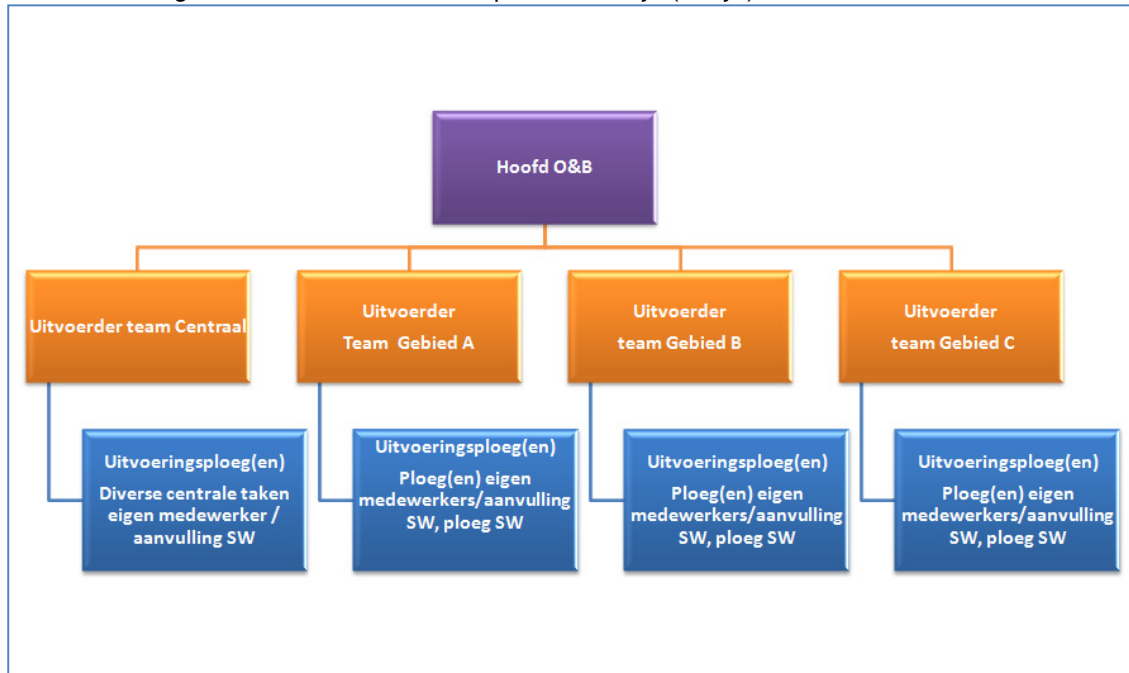 Hoofd O&B
Uitvoerder team Centraal
Uitvoerder
Team Gebied A
Uitvoerder
team Gebied B
Uitvoerder
team Gebied C
Uitvoeringsploeg(en)
Diverse centrale taken
eigen medewerker /
aanvulling SW
Uitvoeringsploeg(en)
Ploeg(en) eigen
medewerkers/aanvulling
SW, ploeg SW
Uitvoeringsploeg(en)
Ploeg(en) eigen
medewerkers/aanvulling
SW, ploeg SW
Uitvoeringsploeg(en)
Ploeg(en) eigen
medewerkers/aanvulling
SW, ploeg SW